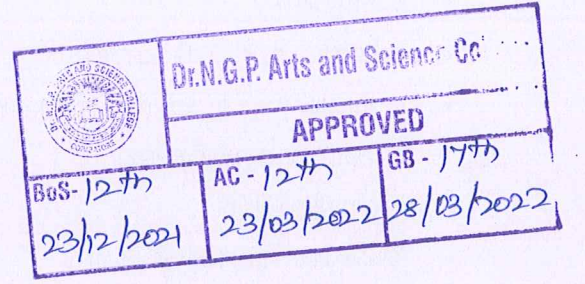 Dr.N.G.P. Arts and Science Co
APPROVED
BoS- 12th
23/12/2021
AC - 12th
23/03/2022
GB - 17th
28/03/2022
COIMBATORE